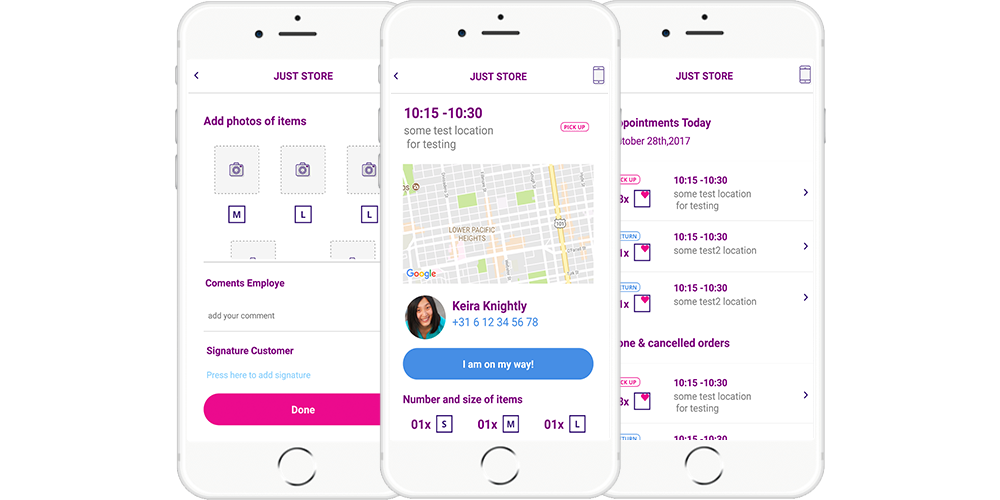 JUST STORE
Add photos of items
M
L
L
Coments Employe
add your comment
Signature Customer
Press here to add signature
Done
JUST STORE
10:15 -10:30
PICK UP
some test location
for testing
101
LOWER PACIFIC
HEIGHTS
Google
Keira Knightly
+31 6 12 34 56 78
I am on my way!
Number and size of items
01x S
01x M
01x L
JUST STORE
ppointments Today
tober 28th,2017
CK UP
10:15 -10:30
some test location
for testing
3x
TURN
10:15 -10:30
some test2 location
1x
TURN
10:15 -10:30
some test2 location
1x
one & cancelled orders
CK UP
10:15 -10:30
some test location
for testing
3x
TURN
10:15 -10:30